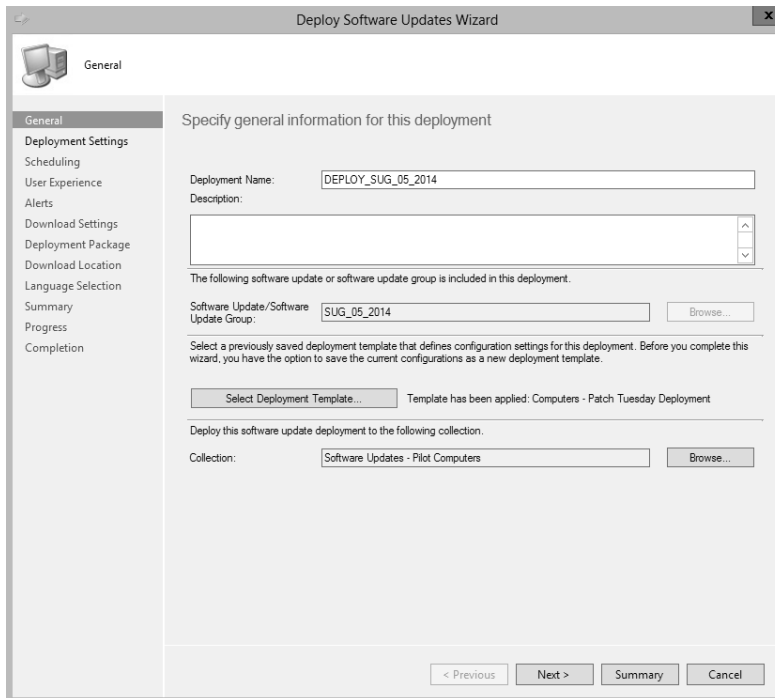 Deploy Software Updates Wizard
x
General
General
Deployment Settings
Scheduling
User Experience
Alerts
Download Settings
Deployment Package
Download Location
Language Selection
Summary
Progress
Completion
Specify general information for this deployment
Deployment Name:
DEPLOY_SUG_05_2014
Description:
The following software update or software update group is included in this deployment.
Software Update/Software
Update Group:
SUG_05_2014
Browse...
Select a previously saved deployment template that defines configuration settings for this deployment. Before you complete this
wizard, you have the option to save the current configurations as a new deployment template.
Select Deployment Template...
Template has been applied: Computers - Patch Tuesday Deployment
Deploy this software update deployment to the following collection.
Collection:
Software Updates - Pilot Computers
Browse...
< Previous
Next >
Summary
Cancel